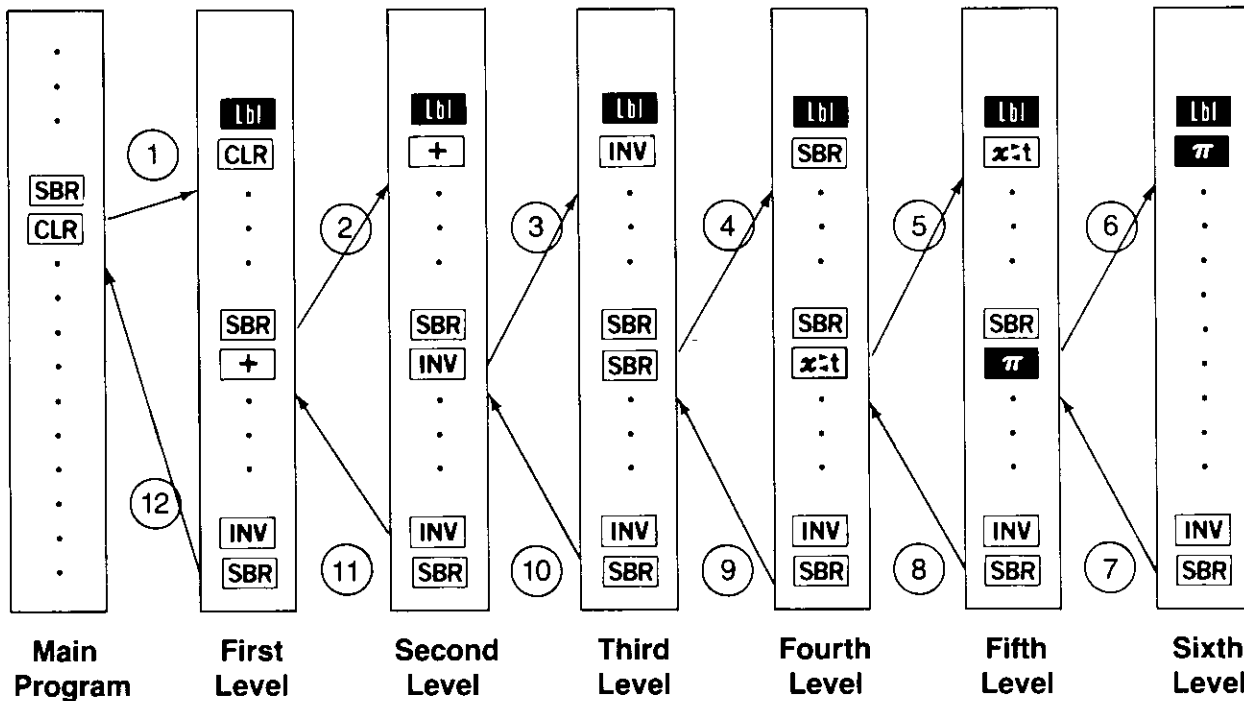 SBR
CLR
Main
Program
1
12
Lbl
CLR
SBR
+
INV
SBR
First
Level
2
11
Lbl
+
SBR
INV
INV
SBR
Second
Level
3
10
Lbl
INV
SBR
SBR
INV
SBR
Third
Level
4
9
Lbl
SBR
SBR
x⇄t
INV
SBR
Fourth
Level
5
8
Lbl
x⇄t
SBR
π
INV
SBR
Fifth
Level
6
7
Lbl
π
INV
SBR
Sixth
Level